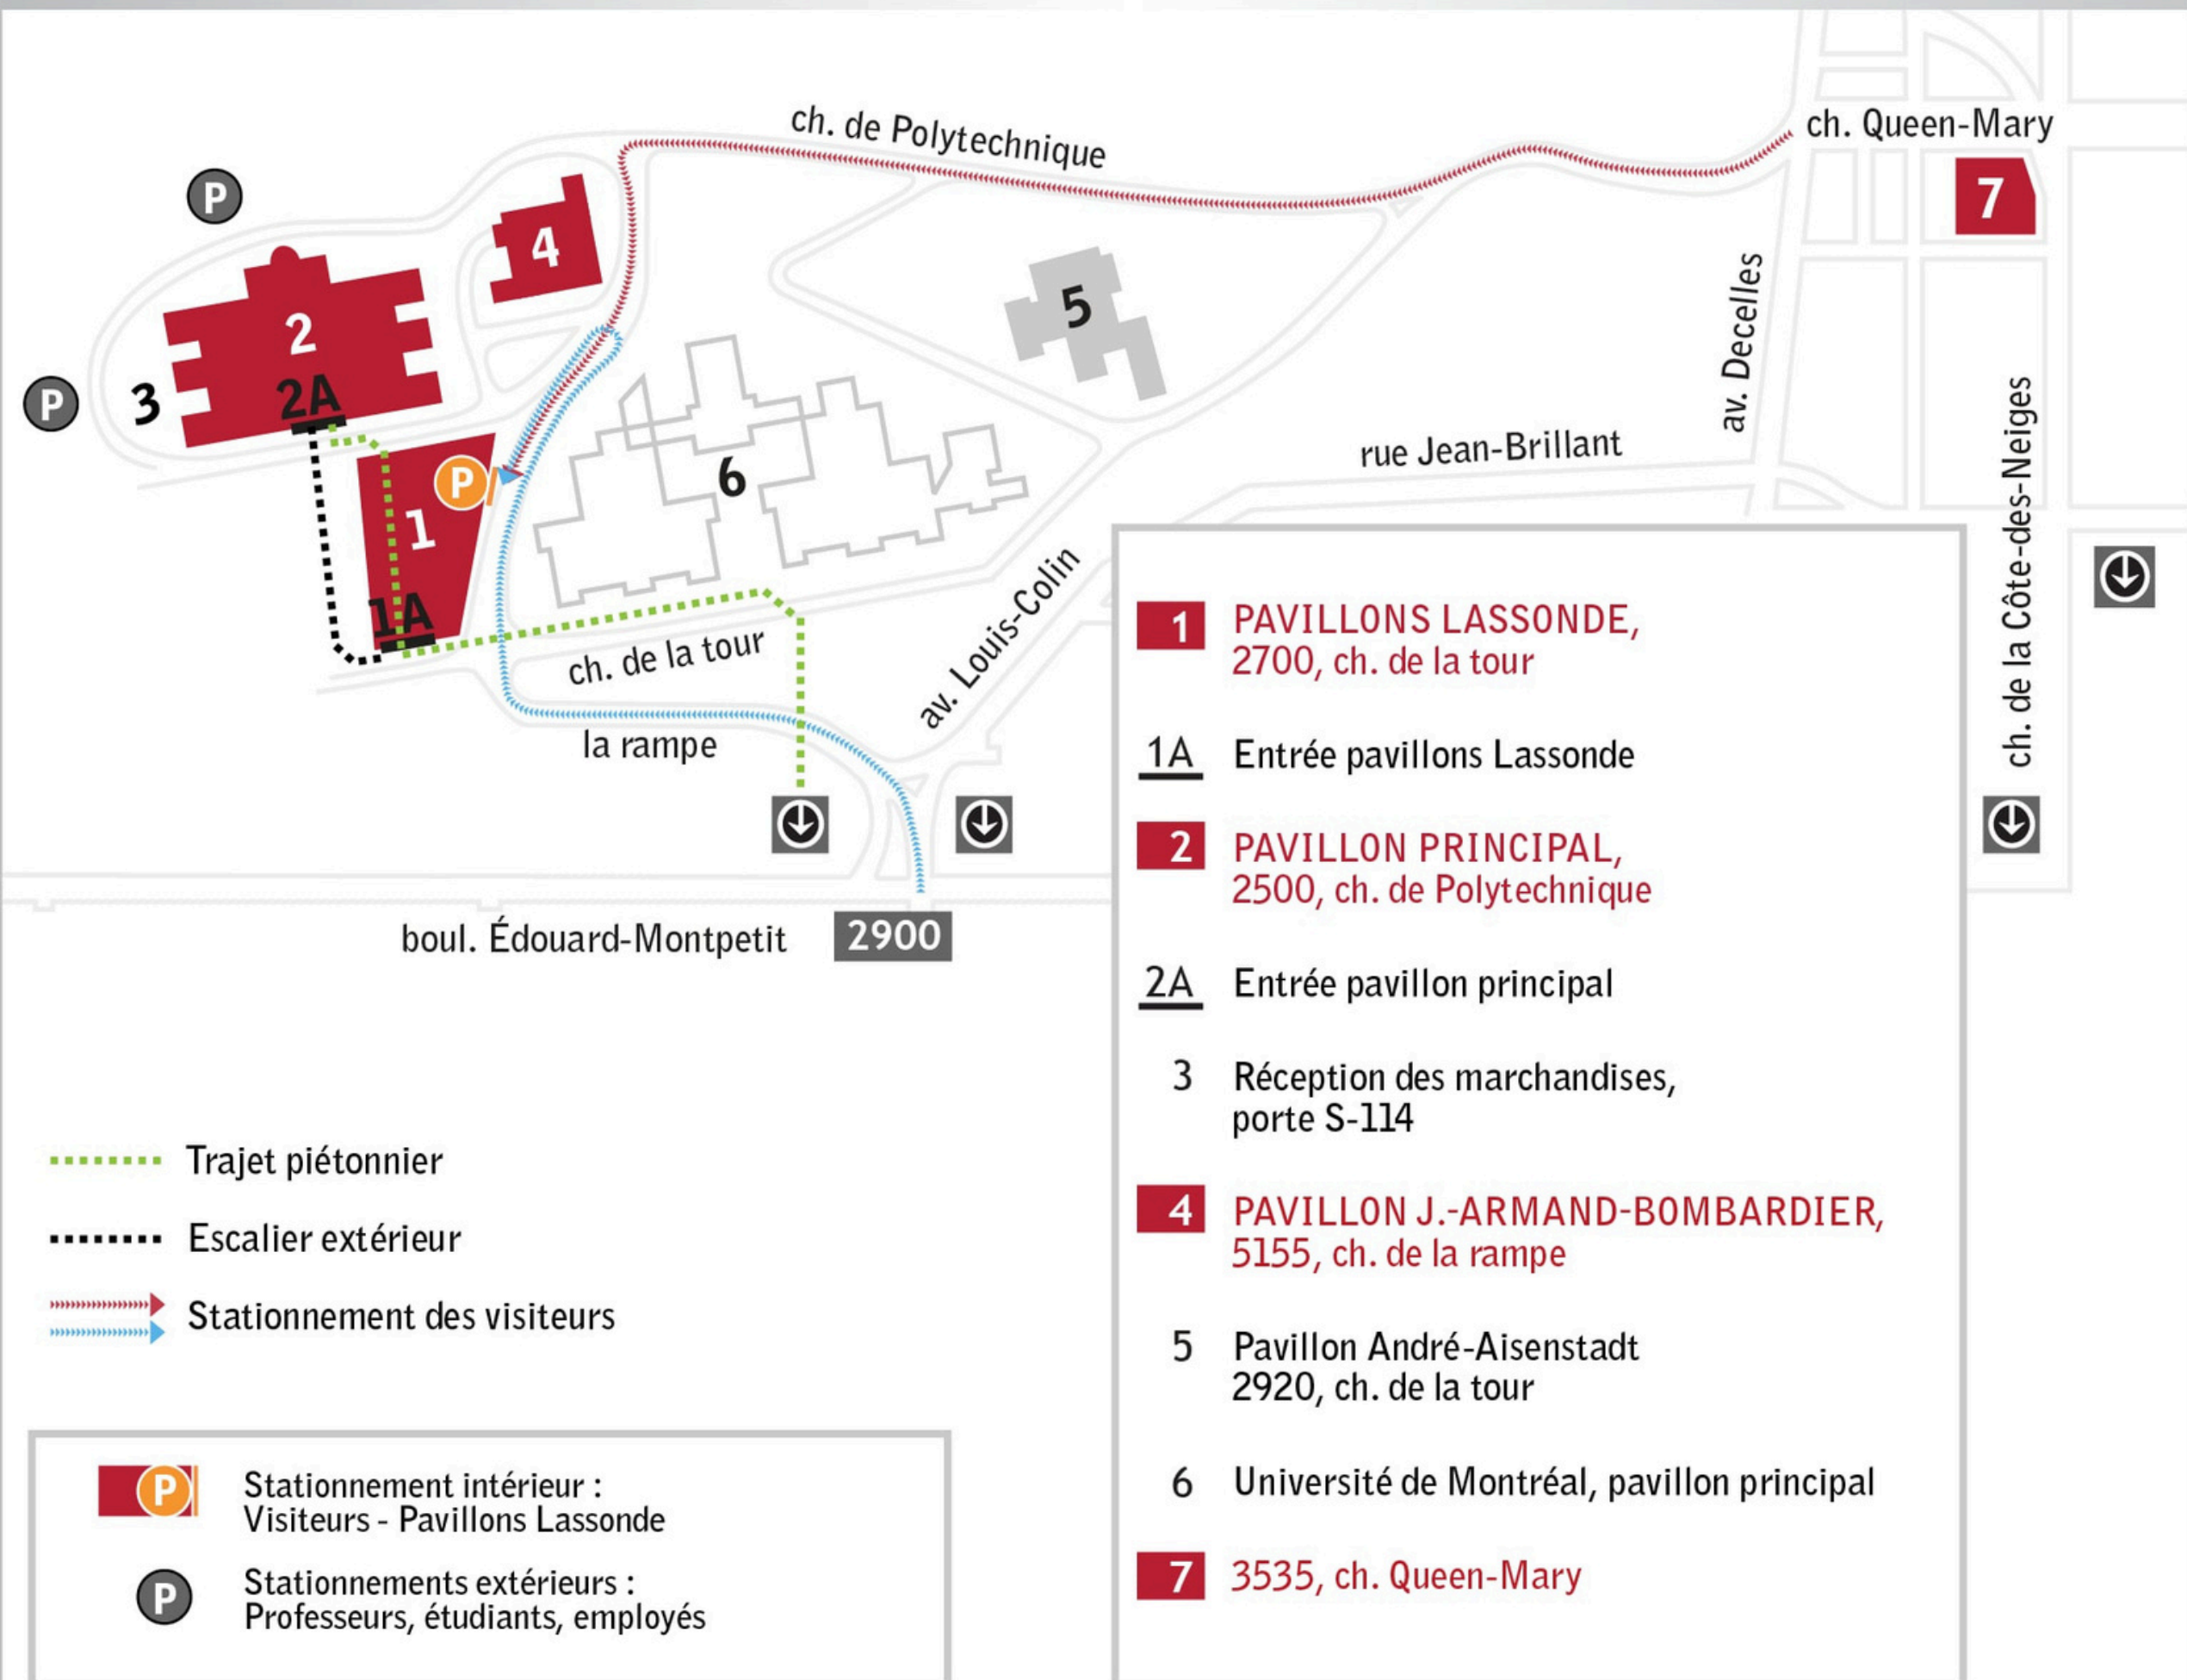 ch. de Polytechnique
ch. Queen-Mary
P
4
7
5
2
av. Decelles
P
3
2A
rue Jean-Brillant
ch. de la Côte-des-Neiges
P
6
1
1A
ch. de la tour
av. Louis-Colin
la rampe
boul. Édouard-Montpetit
2900
1 PAVILLONS LASSONDE,
2700, ch. de la tour
1A Entrée pavillons Lassonde
2 PAVILLON PRINCIPAL,
2500, ch. de Polytechnique
2A Entrée pavillon principal
3 Réception des marchandises,
porte S-114
4 PAVILLON J.-ARMAND-BOMBARDIER,
5155, ch. de la rampe
5 Pavillon André-Aisenstadt
2920, ch. de la tour
6 Université de Montréal, pavillon principal
7 3535, ch. Queen-Mary
Trajet piétonnier
Escalier extérieur
Stationnement des visiteurs
P Stationnement intérieur :
Visiteurs - Pavillons Lassonde
P Stationnements extérieurs :
Professeurs, étudiants, employés